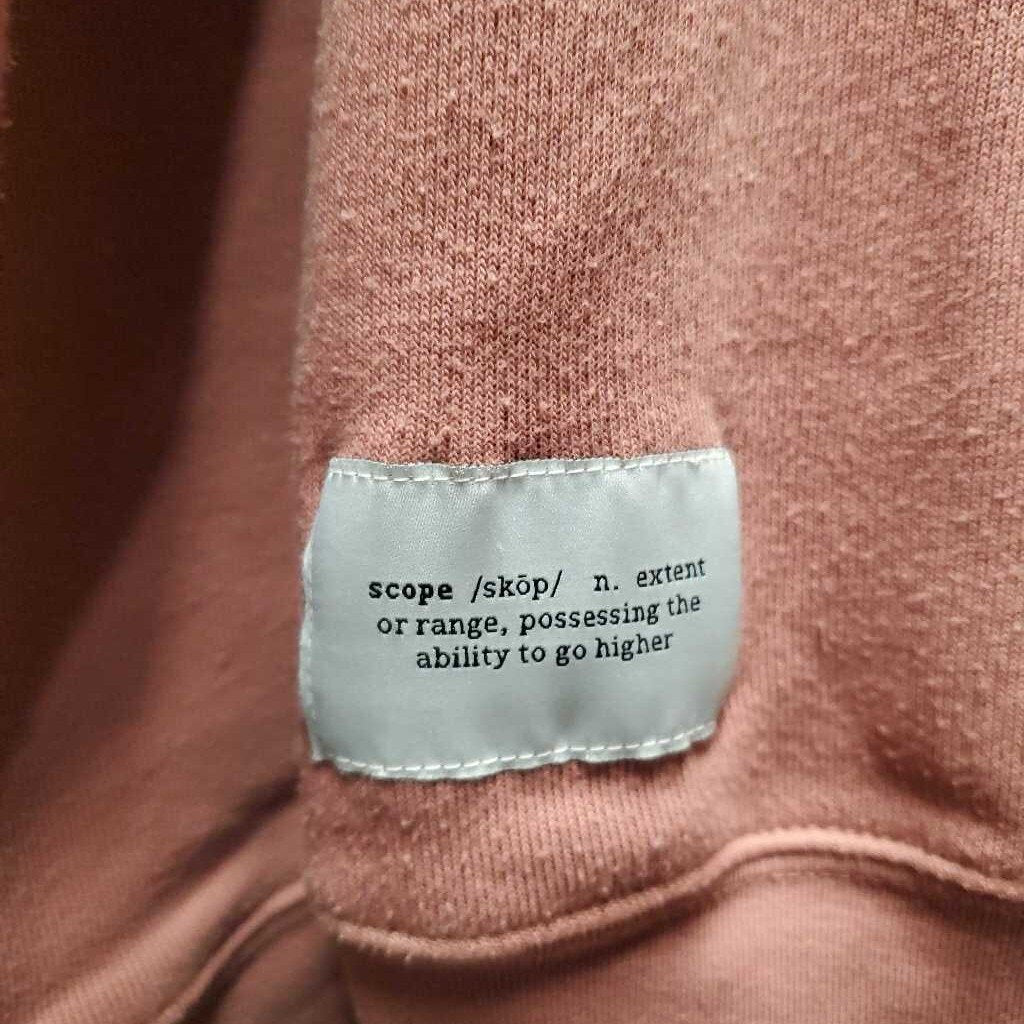 scope /skōp/ n. extent
or range, possessing the
ability to go higher